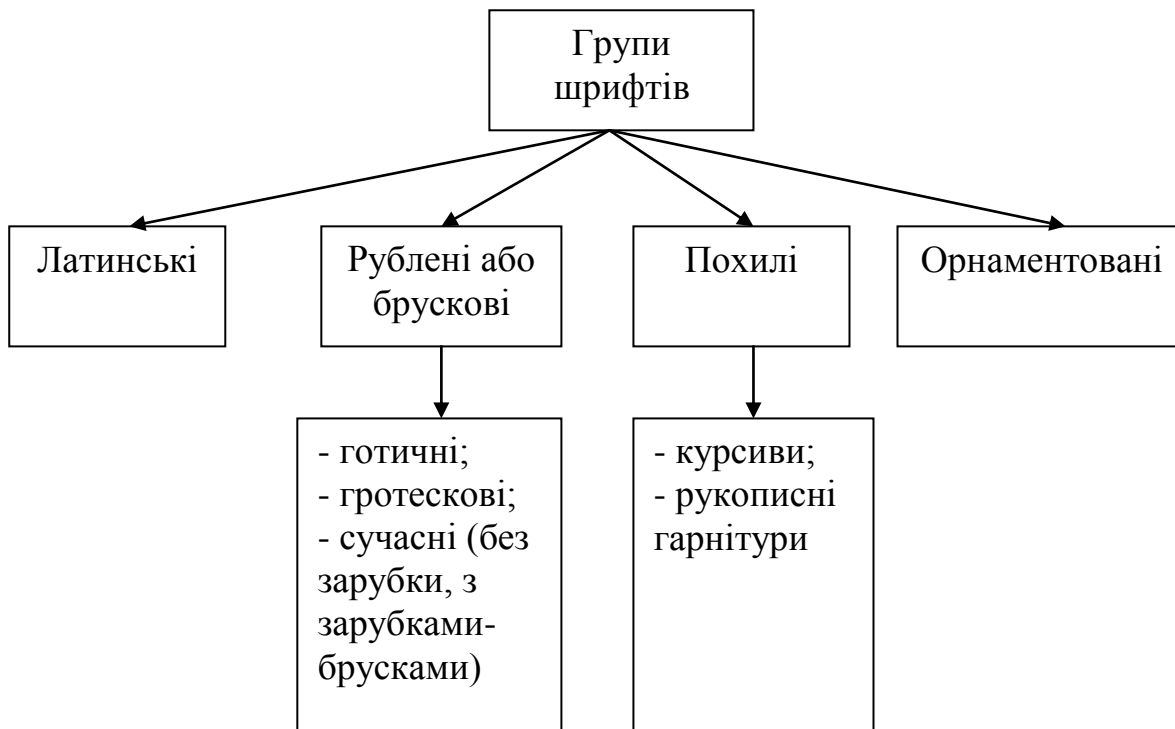 Групи
шрифтів
Латинські
Рублені або
брускові
Похилі
Орнаментовані
- готичні;
- гротескові;
- сучасні (без
зарубки, з
зарубками-
брусками)
- курсиви;
- рукописні
гарнітури